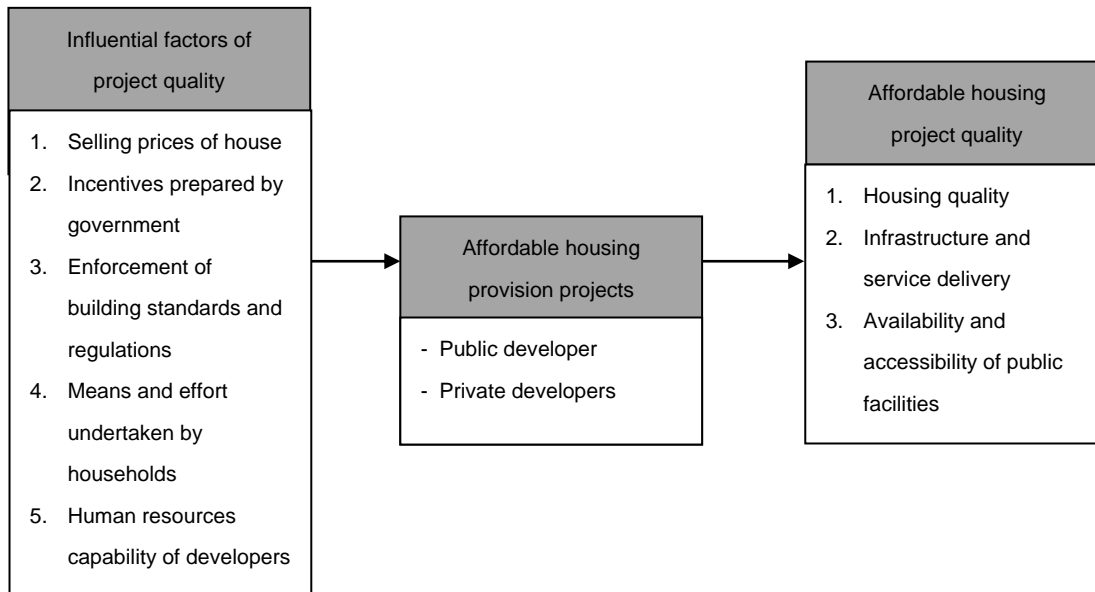 Influential factors of
project quality
1. Selling prices of house
2. Incentives prepared by
government
3. Enforcement of
building standards and
regulations
4. Means and effort
undertaken by
households
5. Human resources
capability of developers
Affordable housing
provision projects
- Public developer
- Private developers
Affordable housing
project quality
1. Housing quality
2. Infrastructure and
service delivery
3. Availability and
accessibility of public
facilities